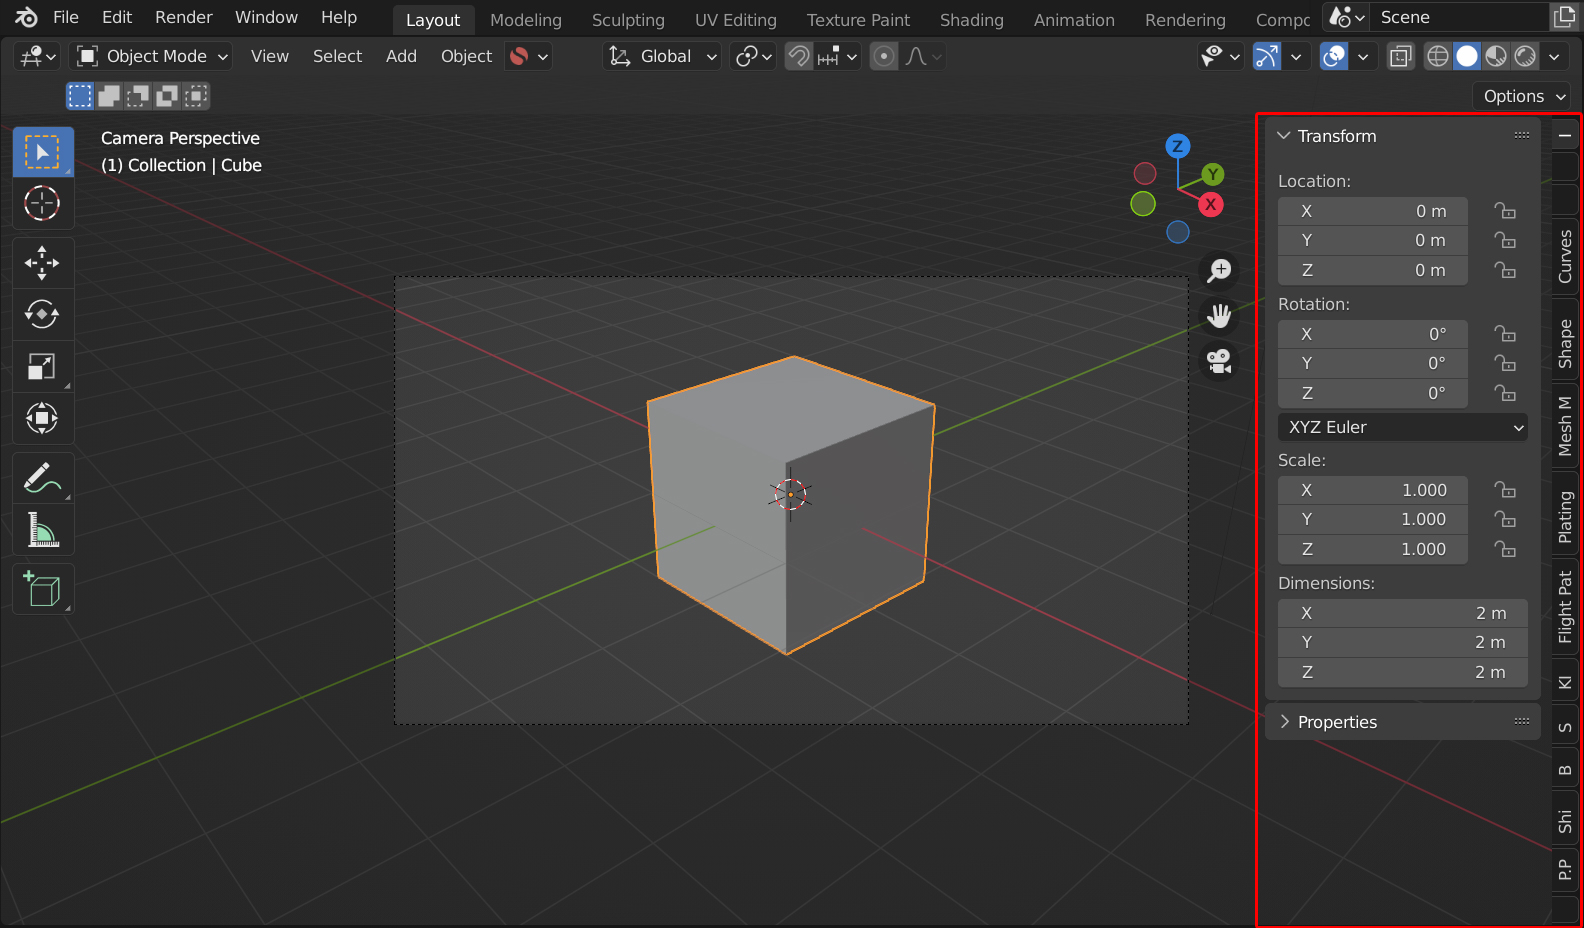 File Edit Render Window Help Layout Modeling Sculpting UV Editing Texture Paint Shading Animation Rendering Compc Scene
Object Mode View Select Add Object Global
Options
Camera Perspective
(1) Collection | Cube
Z
Y
X
Transform
Location:
X 0 m
Y 0 m
Z 0 m
Rotation:
X 0°
Y 0°
Z 0°
XYZ Euler
Scale:
X 1.000
Y 1.000
Z 1.000
Dimensions:
X 2 m
Y 2 m
Z 2 m
Properties
Curves
Shape
Mesh M
Plating
Flight Pat
KI
S
B
Shi
P.P